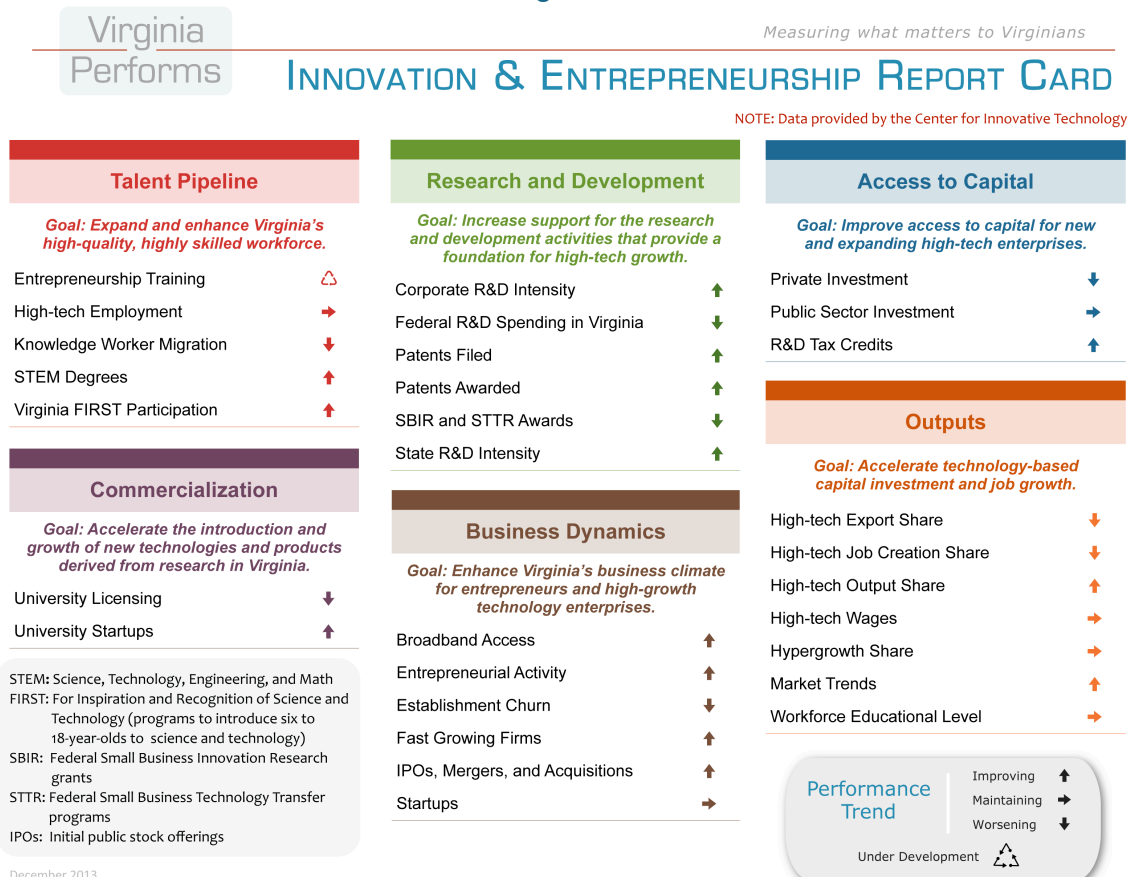 Virginia
Performs
Measuring what matters to Virginians
INNOVATION & ENTREPRENEURSHIP REPORT CARD
NOTE: Data provided by the Center for Innovative Technology
Talent Pipeline
Goal: Expand and enhance Virginia's
high-quality, highly skilled workforce.
Entrepreneurship Training
High-tech Employment
Knowledge Worker Migration
STEM Degrees
Virginia FIRST Participation
Commercialization
Goal: Accelerate the introduction and
growth of new technologies and products
derived from research in Virginia.
University Licensing
University Startups
STEM: Science, Technology, Engineering, and Math
FIRST: For Inspiration and Recognition of Science and
Technology (programs to introduce six to
18-year-olds to science and technology)
SBIR: Federal Small Business Innovation Research
grants
STTR: Federal Small Business Technology Transfer
programs
IPOs: Initial public stock offerings
December 2013
Research and Development
Goal: Increase support for the research
and development activities that provide a
foundation for high-tech growth.
Corporate R&D Intensity
Federal R&D Spending in Virginia
Patents Filed
Patents Awarded
SBIR and STTR Awards
State R&D Intensity
Business Dynamics
Goal: Enhance Virginia's business climate
for entrepreneurs and high-growth
technology enterprises.
Broadband Access
Entrepreneurial Activity
Establishment Churn
Fast Growing Firms
IPOs, Mergers, and Acquisitions
Startups
Access to Capital
Goal: Improve access to capital for new
and expanding high-tech enterprises.
Private Investment
Public Sector Investment
R&D Tax Credits
Outputs
Goal: Accelerate technology-based
capital investment and job growth.
High-tech Export Share
High-tech Job Creation Share
High-tech Output Share
High-tech Wages
Hypergrowth Share
Market Trends
Workforce Educational Level
Performance
Trend
Improving
Maintaining
Worsening
Under Development